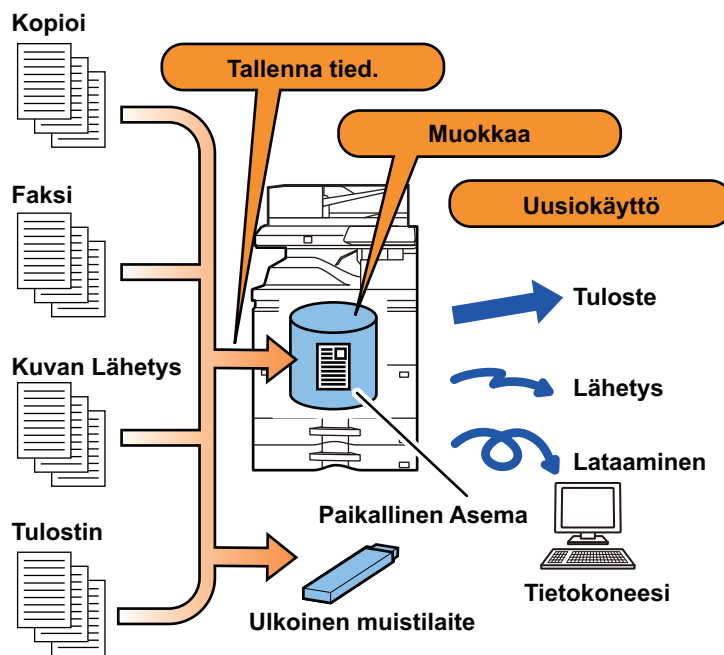 Kopioi
Tallenna tied.
Muokkaa
Faksi
Uusiokäyttö
Tuloste
Kuvan Lähetys
Lähetys
Lataaminen
Paikallinen Asema
Tulostin
Tietokoneesi
Ulkoinen muistilaite